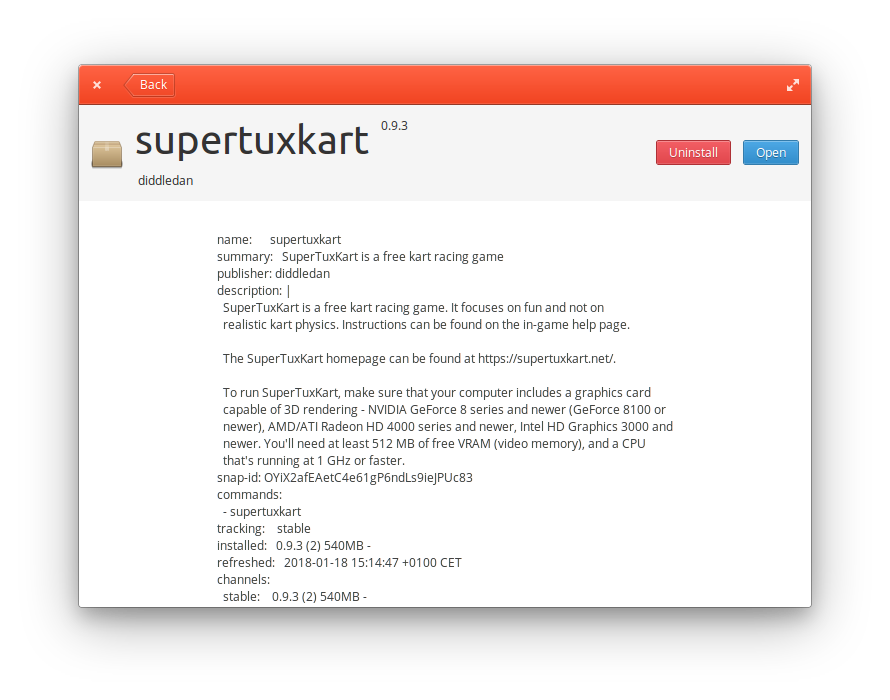 × Back
supertuxkart 0.9.3
Uninstall Open
diddledan
name: supertuxkart
summary: SuperTuxKart is a free kart racing game
publisher: diddledan
description: |
SuperTuxKart is a free kart racing game. It focuses on fun and not on
realistic kart physics. Instructions can be found on the in-game help page.
The SuperTuxKart homepage can be found at https://supertuxkart.net/.
To run SuperTuxKart, make sure that your computer includes a graphics card
capable of 3D rendering - NVIDIA GeForce 8 series and newer (GeForce 8100 or
newer), AMD/ATI Radeon HD 4000 series and newer, Intel HD Graphics 3000 and
newer. You'll need at least 512 MB of free VRAM (video memory), and a CPU
that's running at 1 GHz or faster.
snap-id: OYiX2afEAetC4e61gP6ndLs9ieJPUc83
commands:
- supertuxkart
tracking: stable
installed: 0.9.3 (2) 540MB -
refreshed: 2018-01-18 15:14:47 +0100 CET
channels:
stable: 0.9.3 (2) 540MB -